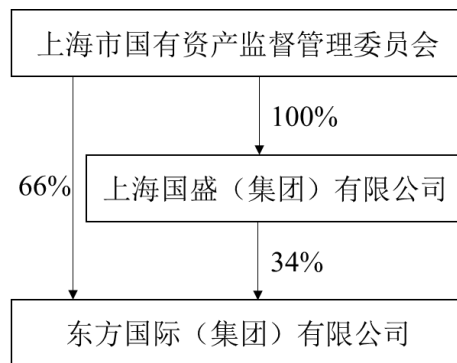 上海市国有资产监督管理委员会
100%
66%
上海国盛（集团）有限公司
34%
东方国际（集团）有限公司